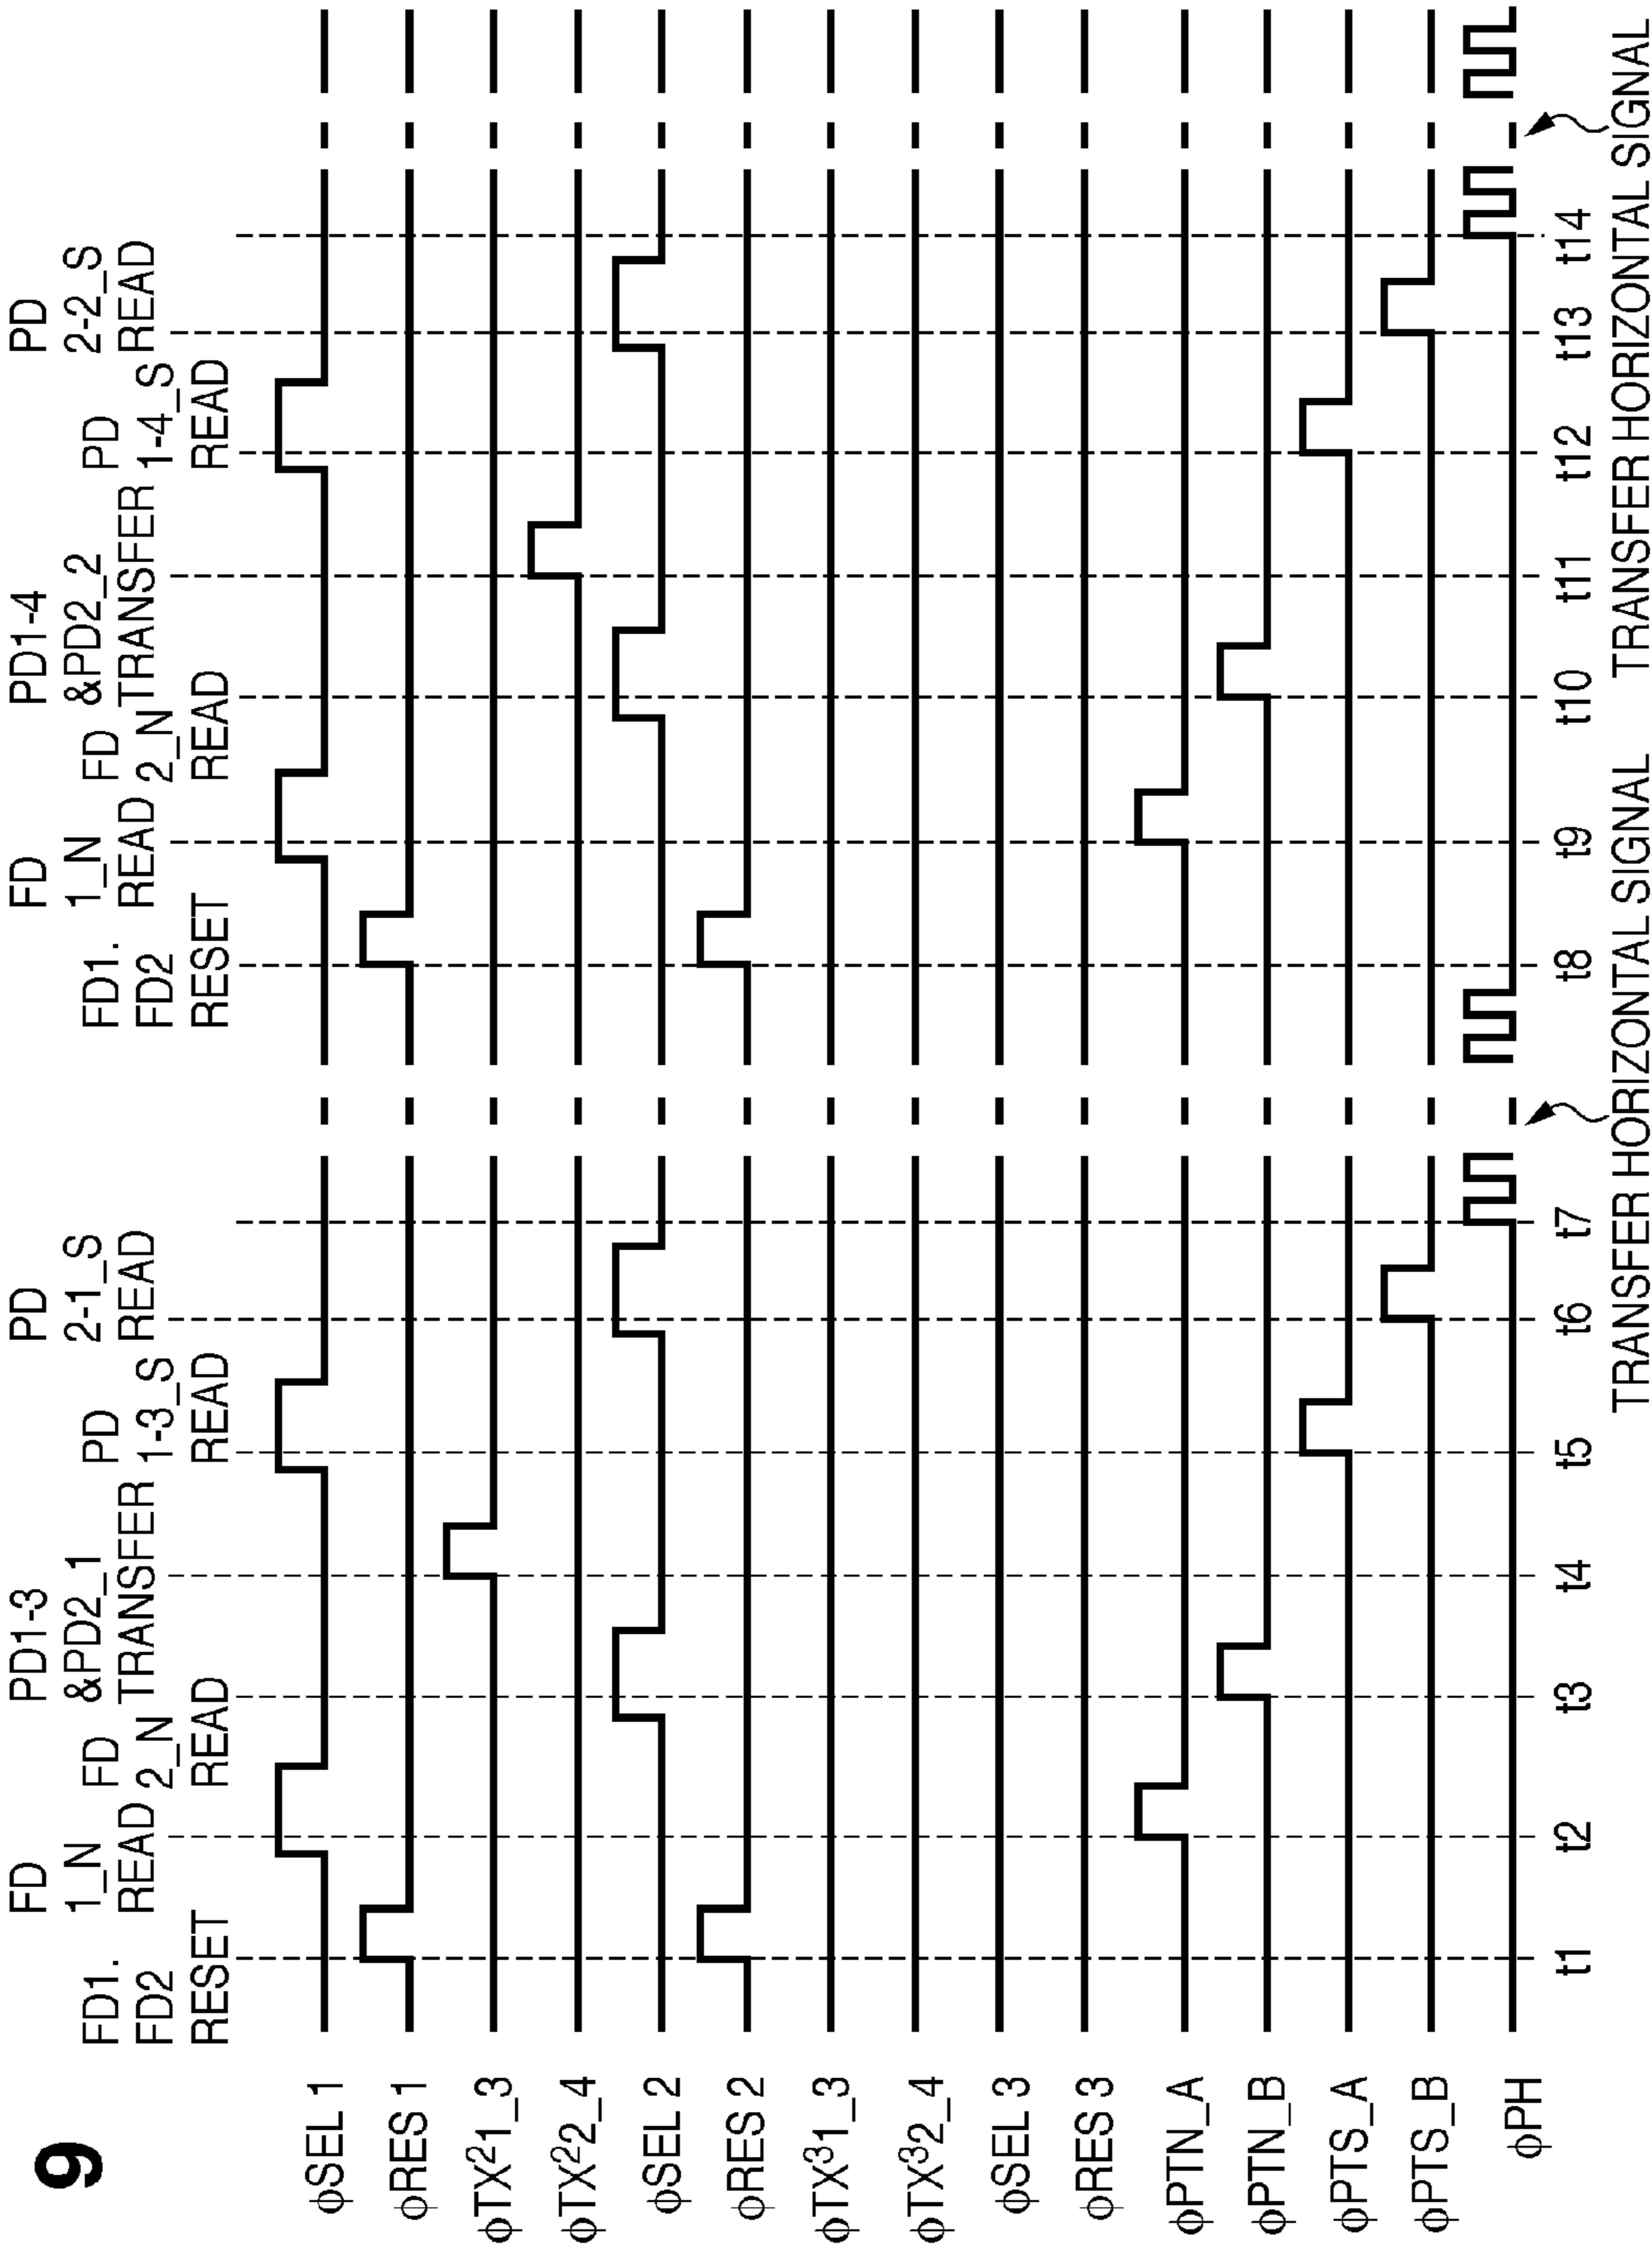 9
FD1.
FD2
RESET
FD
1_N
READ
FD
2_N
READ
PD1-3
&PD2_1
TRANSFER
PD
1-3_S
READ
PD
2-1_S
READ
FD1.
FD2
RESET
FD
1_N
READ
FD
2_N
READ
PD1-4
&PD2_2
TRANSFER
PD
1-4_S
READ
PD
2-2_S
READ
ϕSEL 1
ϕRES 1
ϕTX²1_3
ϕTX²2_4
ϕSEL 2
ϕRES 2
ϕTX³1_3
ϕTX³2_4
ϕSEL 3
ϕRES 3
ϕPTN_A
ϕPTN_B
ϕPTS_A
ϕPTS_B
ϕPH
t1 t2 t3 t4 t5 t6 t7 t8 t9 t10 t11 t12 t13 t14
TRANSFER HORIZONTAL SIGNAL TRANSFER HORIZONTAL SIGNAL